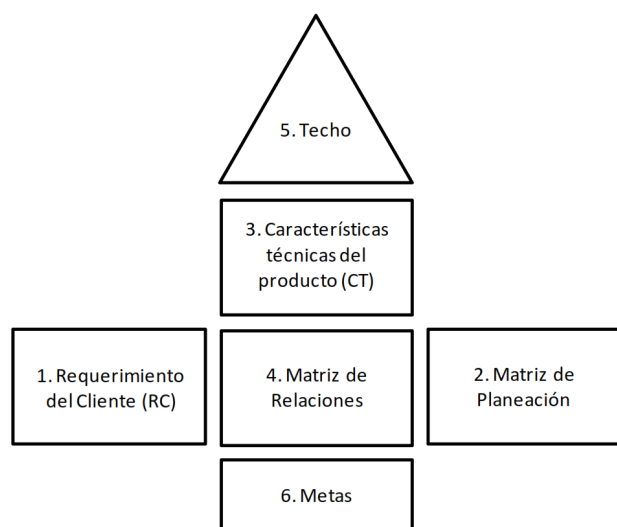 5. Techo
3. Características
técnicas del
producto (CT)
1. Requerimiento
del Cliente (RC)
4. Matriz de
Relaciones
2. Matriz de
Planeación
6. Metas